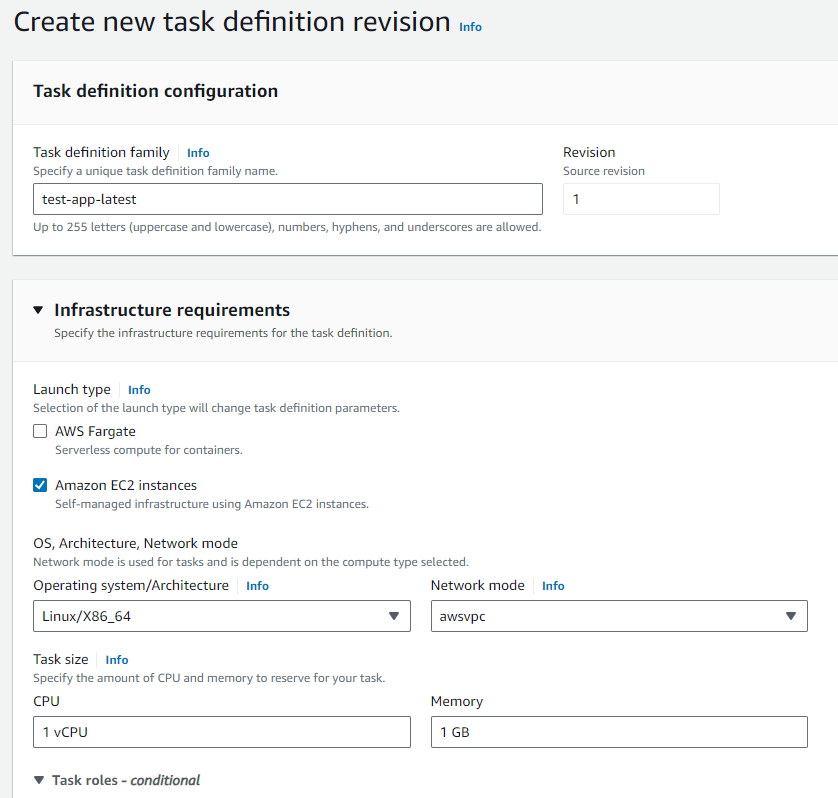 Create new task definition revision Info
Task definition configuration
Task definition family Info
Specify a unique task definition family name.
test-app-latest
Up to 255 letters (uppercase and lowercase), numbers, hyphens, and underscores are allowed.
Revision
Source revision
1
Infrastructure requirements
Specify the infrastructure requirements for the task definition.
Launch type Info
Selection of the launch type will change task definition parameters.
AWS Fargate
Serverless compute for containers.
Amazon EC2 instances
Self-managed infrastructure using Amazon EC2 instances.
OS, Architecture, Network mode
Network mode is used for tasks and is dependent on the compute type selected.
Operating system/Architecture Info
Linux/X86_64
Network mode Info
awsvpc
Task size Info
Specify the amount of CPU and memory to reserve for your task.
CPU
1 vCPU
Memory
1 GB
Task roles - conditional